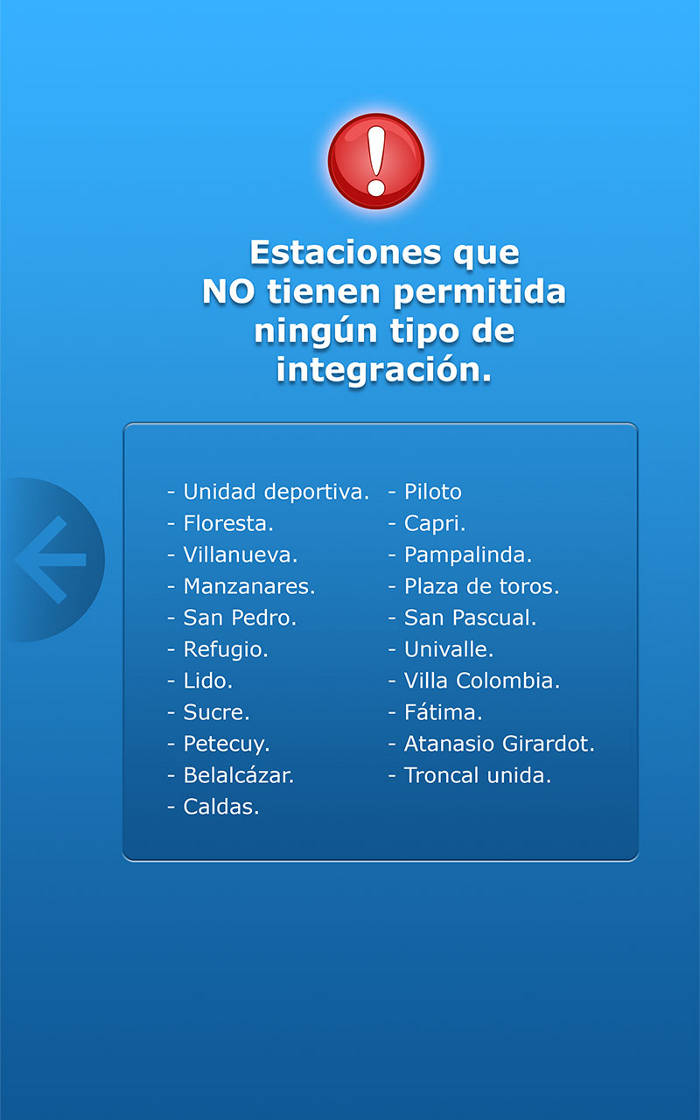 !
Estaciones que
NO tienen permitida
ningún tipo de
integración.
- Unidad deportiva.
- Floresta.
- Villanueva.
- Manzanares.
- San Pedro.
- Refugio.
- Lido.
- Sucre.
- Petecuy.
- Belalcázar.
- Caldas.
- Piloto
- Capri.
- Pampalinda.
- Plaza de toros.
- San Pascual.
- Univalle.
- Villa Colombia.
- Fátima.
- Atanasio Girardot.
- Troncal unida.